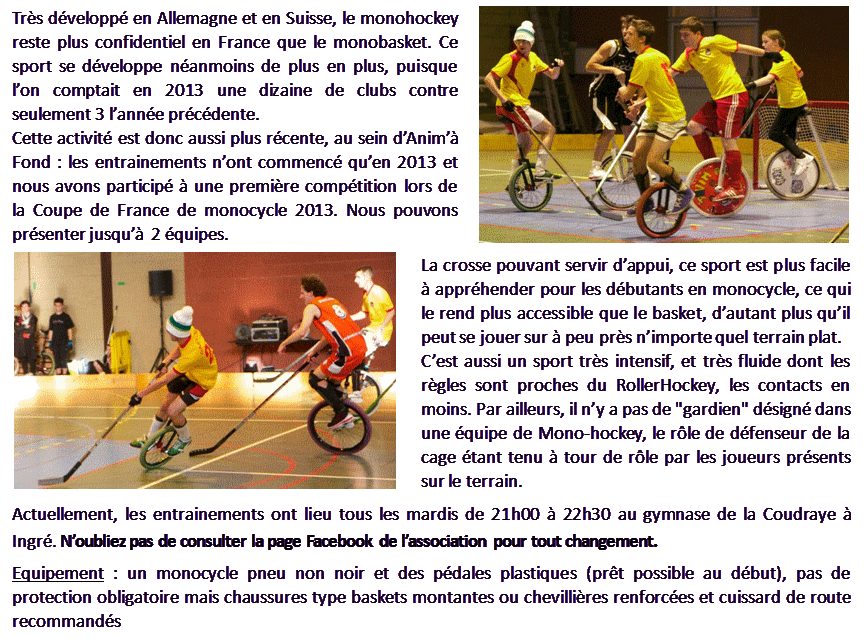 Très développé en Allemagne et en Suisse, le monohockey
reste plus confidentiel en France que le monobasket. Ce
sport se développe néanmoins de plus en plus, puisque
l’on comptait en 2013 une dizaine de clubs contre
seulement 3 l’année précédente.
Cette activité est donc aussi plus récente, au sein d’Anim’à
Fond : les entrainements n’ont commencé qu’en 2013 et
nous avons participé à une première compétition lors de
la Coupe de France de monocycle 2013. Nous pouvons
présenter jusqu’à 2 équipes.
La crosse pouvant servir d’appui, ce sport est plus facile
à appréhender pour les débutants en monocycle, ce qui
le rend plus accessible que le basket, d’autant plus qu’il
peut se jouer sur à peu près n’importe quel terrain plat.
C’est aussi un sport très intensif, et très fluide dont les
règles sont proches du RollerHockey, les contacts en
moins. Par ailleurs, il n’y a pas de "gardien" désigné dans
une équipe de Mono-hockey, le rôle de défenseur de la
cage étant tenu à tour de rôle par les joueurs présents
sur le terrain.
Actuellement, les entrainements ont lieu tous les mardis de 21h00 à 22h30 au gymnase de la Coudraye à
Ingré. N’oubliez pas de consulter la page Facebook de l’association pour tout changement.
Equipement : un monocycle pneu non noir et des pédales plastiques (prêt possible au début), pas de
protection obligatoire mais chaussures type baskets montantes ou chevillières renforcées et cuissard de route
recommandés